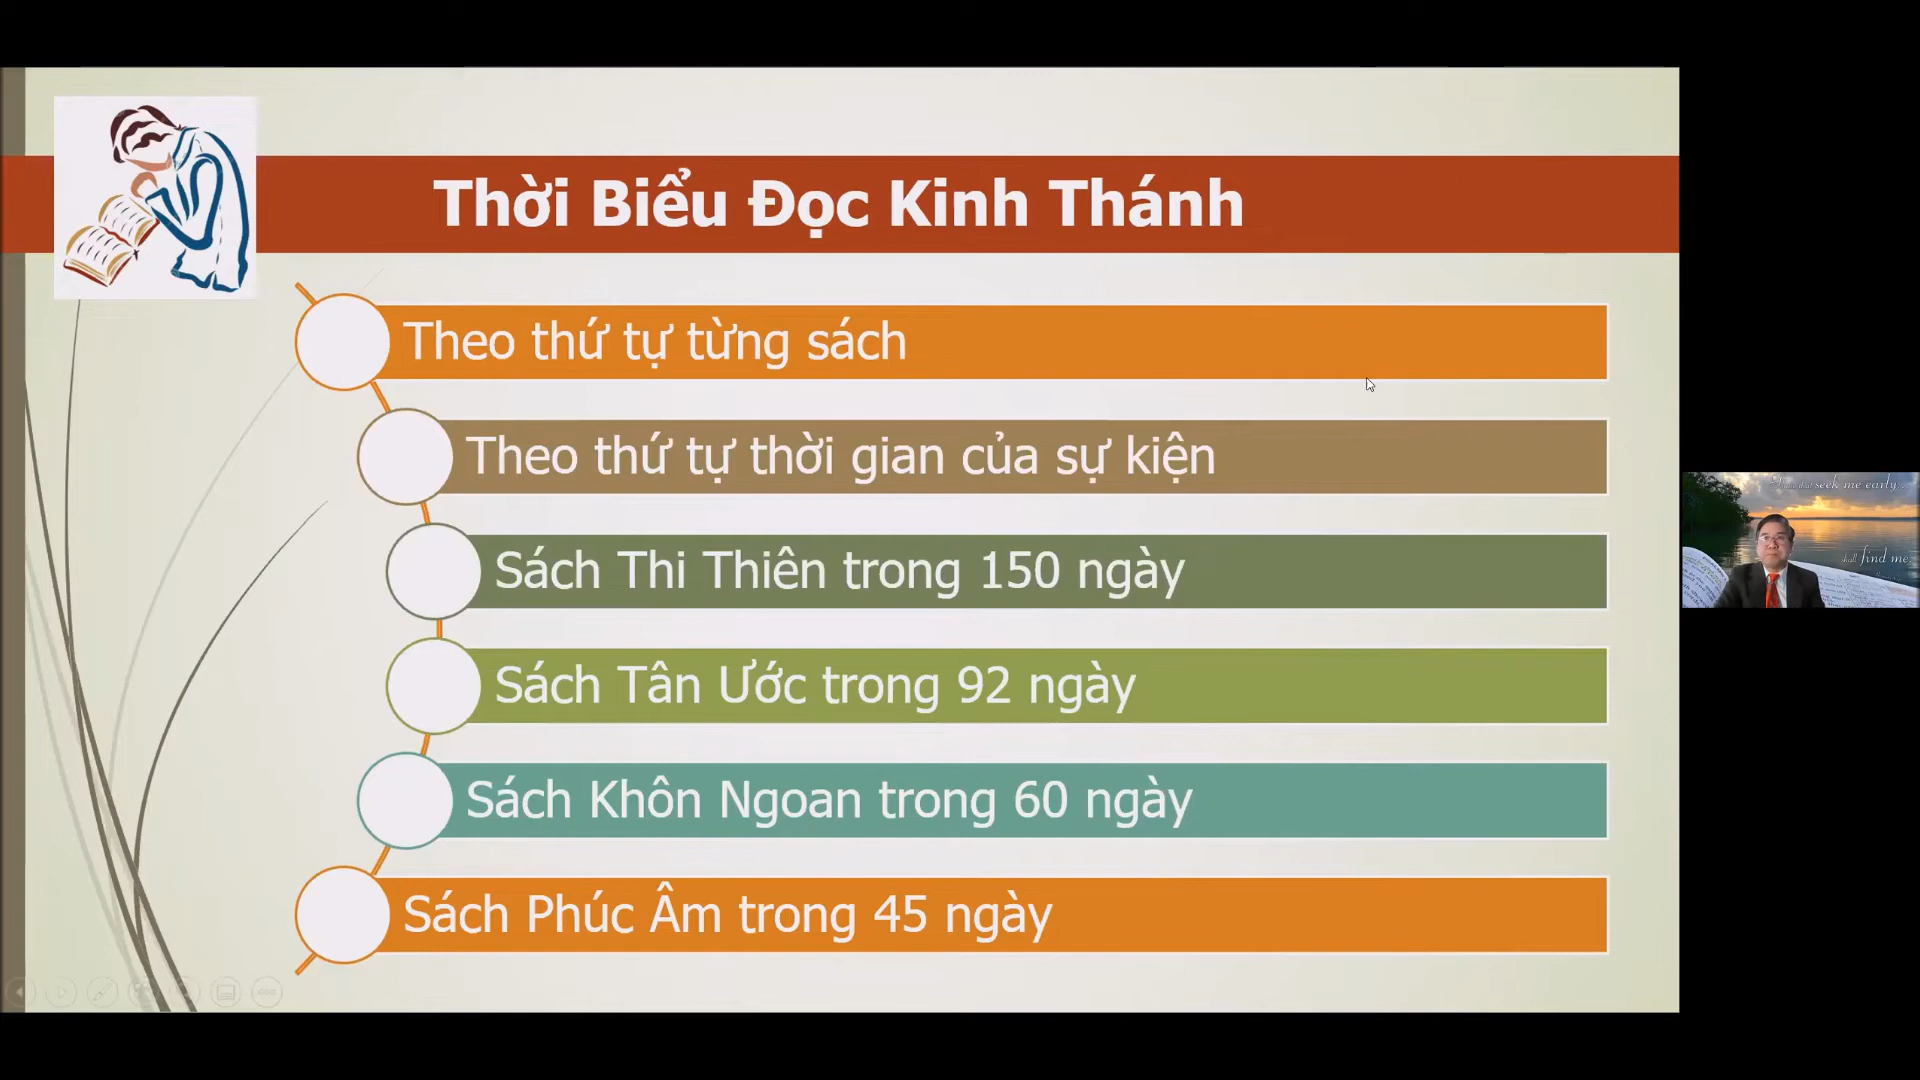 Thời Biểu Đọc Kinh Thánh
Theo thứ tự từng sách
Theo thứ tự thời gian của sự kiện
Sách Thi Thiên trong 150 ngày
Sách Tân Ước trong 92 ngày
Sách Khôn Ngoan trong 60 ngày
Sách Phúc Âm trong 45 ngày
seek me early...
shall find me